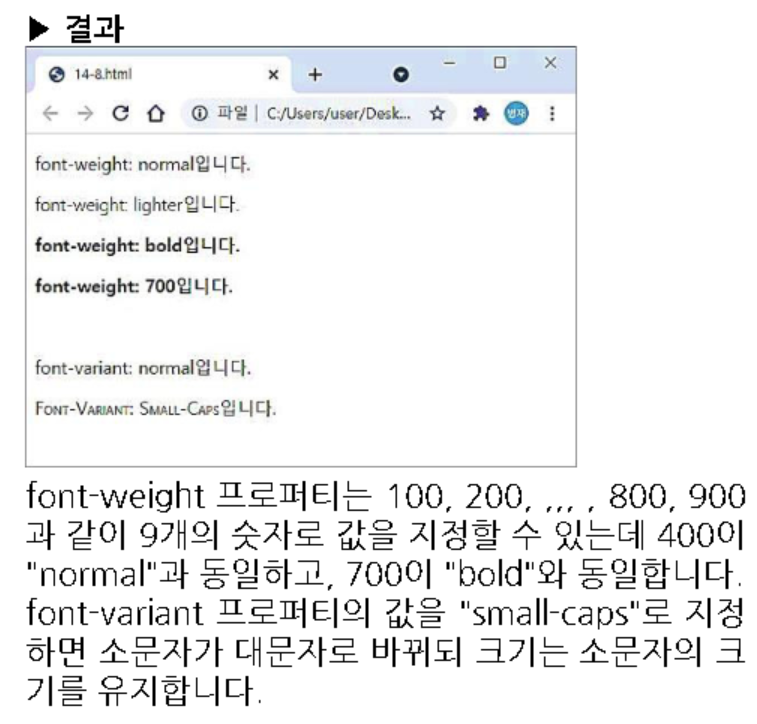 ▶ 결과
14-8.html
파일 | C:/Users/user/Desk...
범재
font-weight: normal입니다.
font-weight: lighter입니다.
font-weight: bold입니다.
font-weight: 700입니다.
font-variant: normal입니다.
Font-Variant: Small-Caps입니다.
font-weight 프로퍼티는 100, 200, ,,, , 800, 900
과 같이 9개의 숫자로 값을 지정할 수 있는데 400이
"normal"과 동일하고, 700이 "bold"와 동일합니다.
font-variant 프로퍼티의 값을 "small-caps"로 지정
하면 소문자가 대문자로 바뀌되 크기는 소문자의 크
기를 유지합니다.